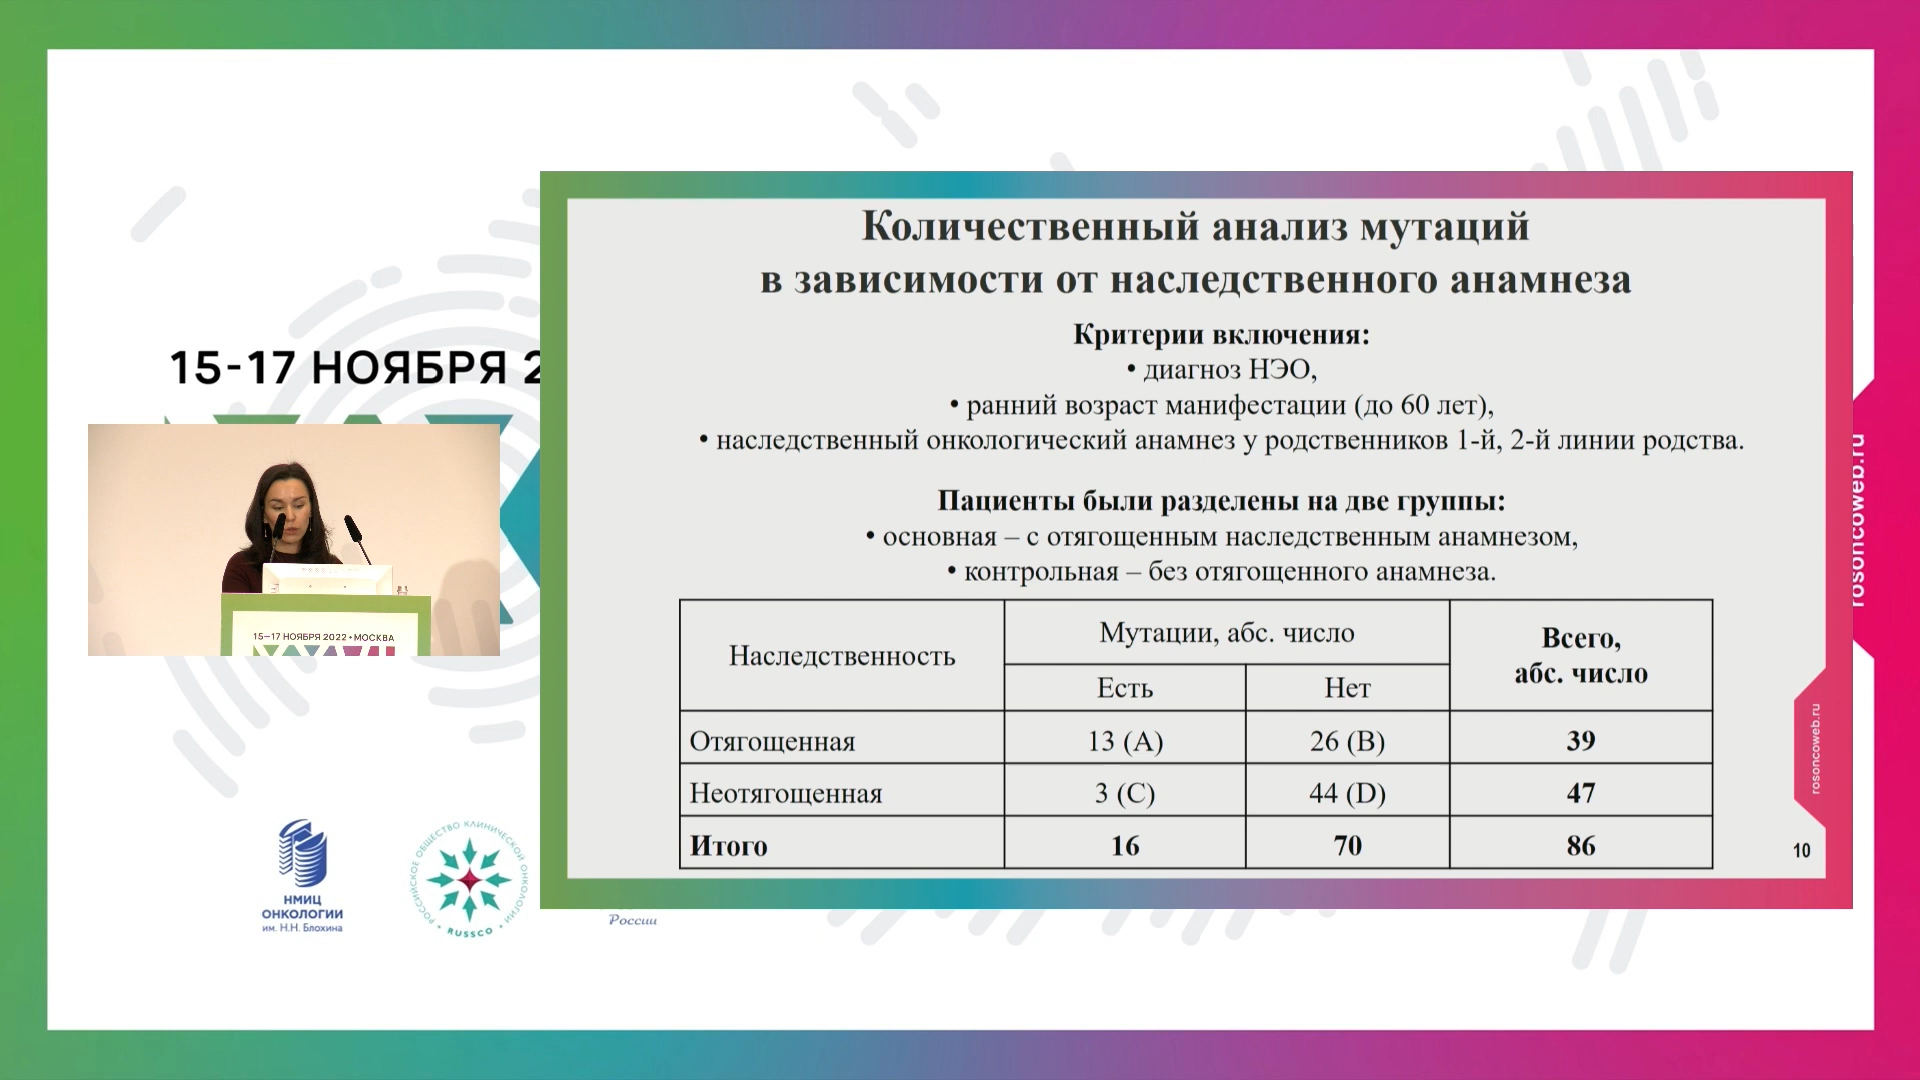 15-17 НОЯБРЯ 2
15–17 НОЯБРЯ 2022 • МОСКВА
НМИЦ
ОНКОЛОГИИ
им. Н.Н. Блохина
РОССИЙСКОЕ ОБЩЕСТВО КЛИНИЧЕСКОЙ ОНКОЛОГИИ
• RUSSCO •
России
Количественный анализ мутаций
в зависимости от наследственного анамнеза
Критерии включения:
• диагноз НЭО,
• ранний возраст манифестации (до 60 лет),
• наследственный онкологический анамнез у родственников 1-й, 2-й линии родства.
Пациенты были разделены на две группы:
• основная – с отягощенным наследственным анамнезом,
• контрольная – без отягощенного анамнеза.
Наследственность
Мутации, абс. число
Всего,
абс. число
Есть
Нет
Отягощенная
13 (A)
26 (B)
39
Неотягощенная
3 (C)
44 (D)
47
Итого
16
70
86
10
rosoncoweb.ru
rosoncoweb.ru